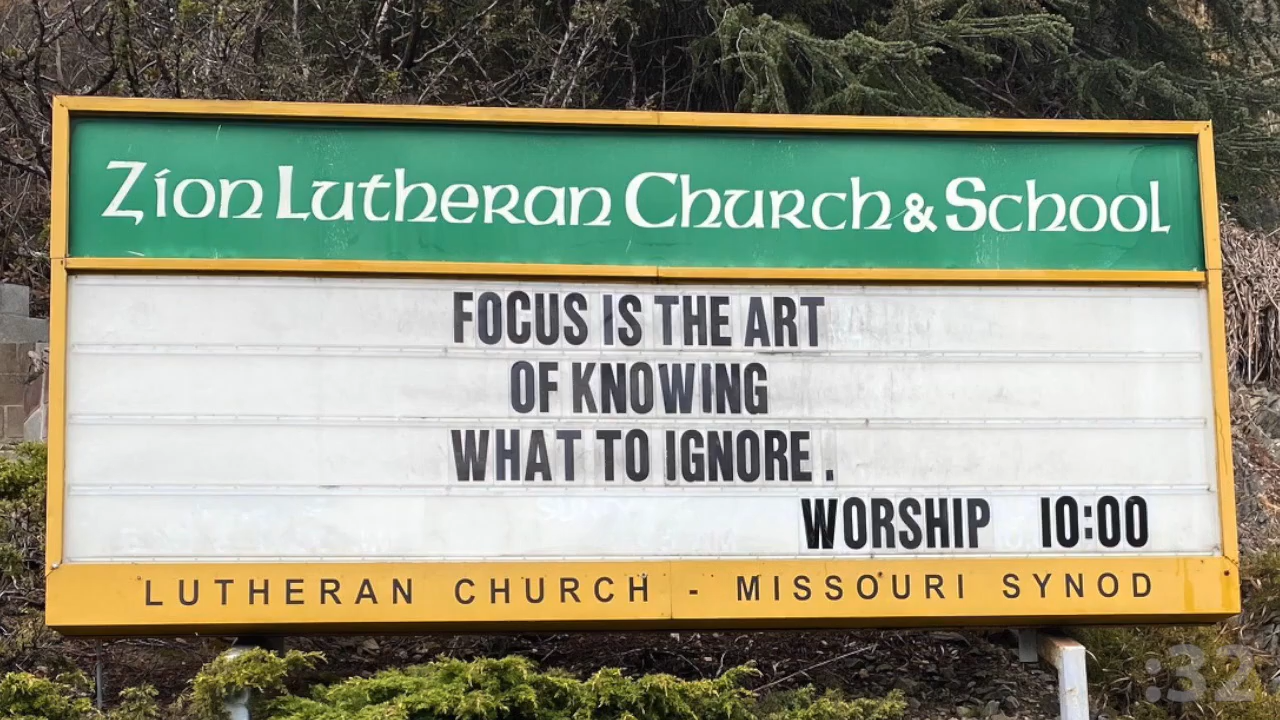 Zion Lutheran Church & School
FOCUS IS THE ART
OF KNOWING
WHAT TO IGNORE.
WORSHIP 10:00
LUTHERAN CHURCH - MISSOURI SYNOD
:32